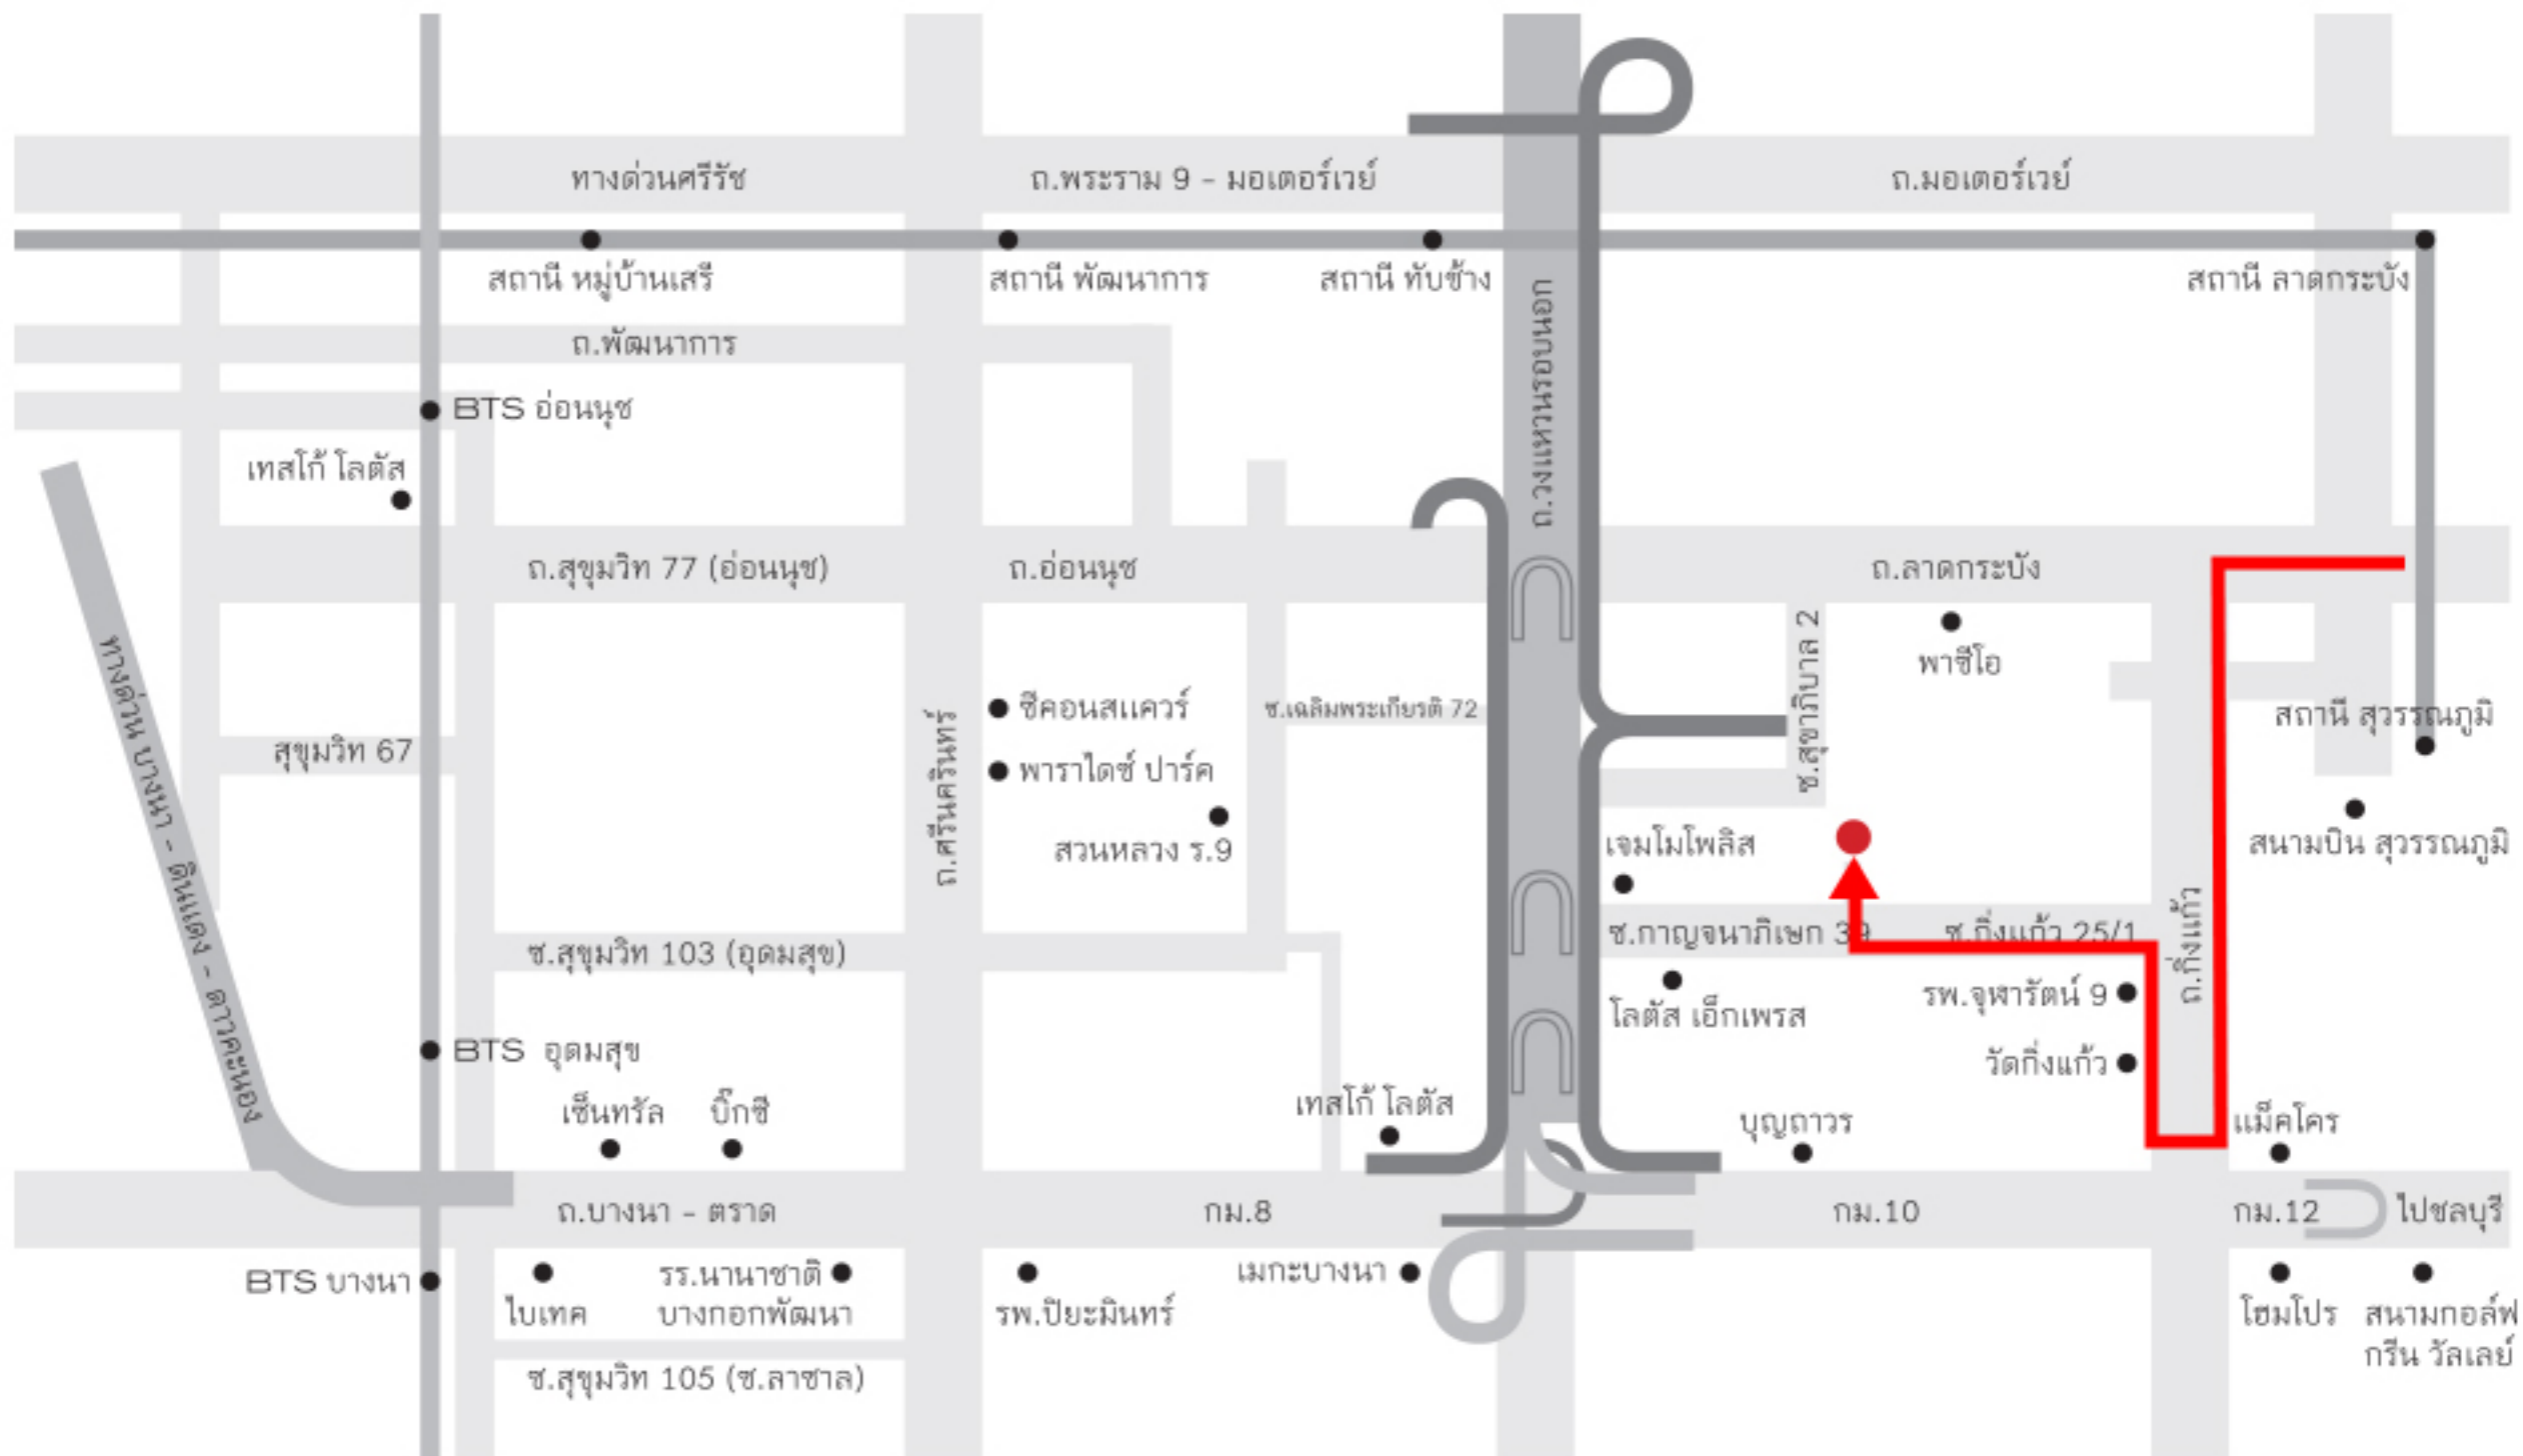 ทางด่วนศรีรัช
ถ.พระราม 9 - มอเตอร์เวย์
ถ.มอเตอร์เวย์
สถานี หมู่บ้านเสรี
สถานี พัฒนาการ
สถานี ทับช้าง
สถานี ลาดกระบัง
ถ.วงแหวนรอบนอก
ถ.พัฒนาการ
BTS อ่อนนุช
เทสโก้ โลตัส
ถ.สุขุมวิท 77 (อ่อนนุช)
ถ.อ่อนนุช
ถ.ลาดกระบัง
ซ.สุขาภิบาล 2
พาซีโอ
ทางด่วน บางนา - ดินแดง - ดาวคะนอง
ซีคอนสแควร์
ซ.เฉลิมพระเกียรติ 72
สถานี สุวรรณภูมิ
สุขุมวิท 67
ถ.ศรีนครินทร์
พาราไดซ์ ปาร์ค
สวนหลวง ร.9
เจมโมโพลิส
สนามบิน สุวรรณภูมิ
ซ.กาญจนาภิเษก 39
ซ.กิ่งแก้ว 25/1
ถ.กิ่งแก้ว
ซ.สุขุมวิท 103 (อุดมสุข)
รพ.จุฬารัตน์ 9
โลตัส เอ็กเพรส
BTS อุดมสุข
วัดกิ่งแก้ว
เซ็นทรัล
บิ๊กซี
เทสโก้ โลตัส
บุญถาวร
แม็คโคร
ถ.บางนา - ตราด
กม.8
กม.10
กม.12
ไปชลบุรี
BTS บางนา
ไบเทค
รร.นานาชาติ
บางกอกพัฒนา
รพ.ปิยะมินทร์
เมกะบางนา
โฮมโปร
สนามกอล์ฟ
กรีน วัลเลย์
ซ.สุขุมวิท 105 (ซ.ลาซาล)